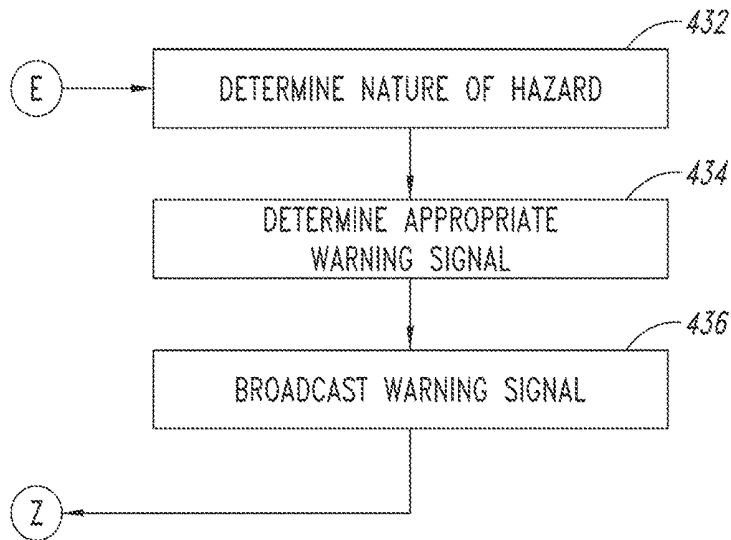 432
E
DETERMINE NATURE OF HAZARD
434
DETERMINE APPROPRIATE
WARNING SIGNAL
436
BROADCAST WARNING SIGNAL
Z